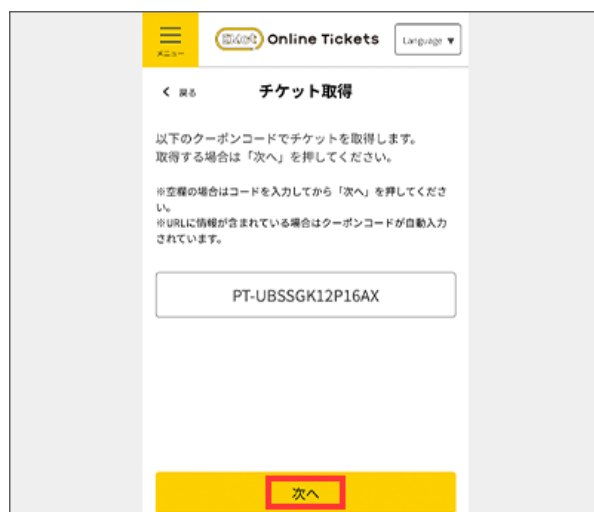 メニュー
Online Tickets
Language ▼
戻る
チケット取得
以下のクーポンコードでチケットを取得します。
取得する場合は「次へ」を押してください。
※空欄の場合はコードを入力してから「次へ」を押してくださ
い。
※URLに情報が含まれている場合はクーポンコードが自動入力
されています。
PT-UBSSGK12P16AX
次へ